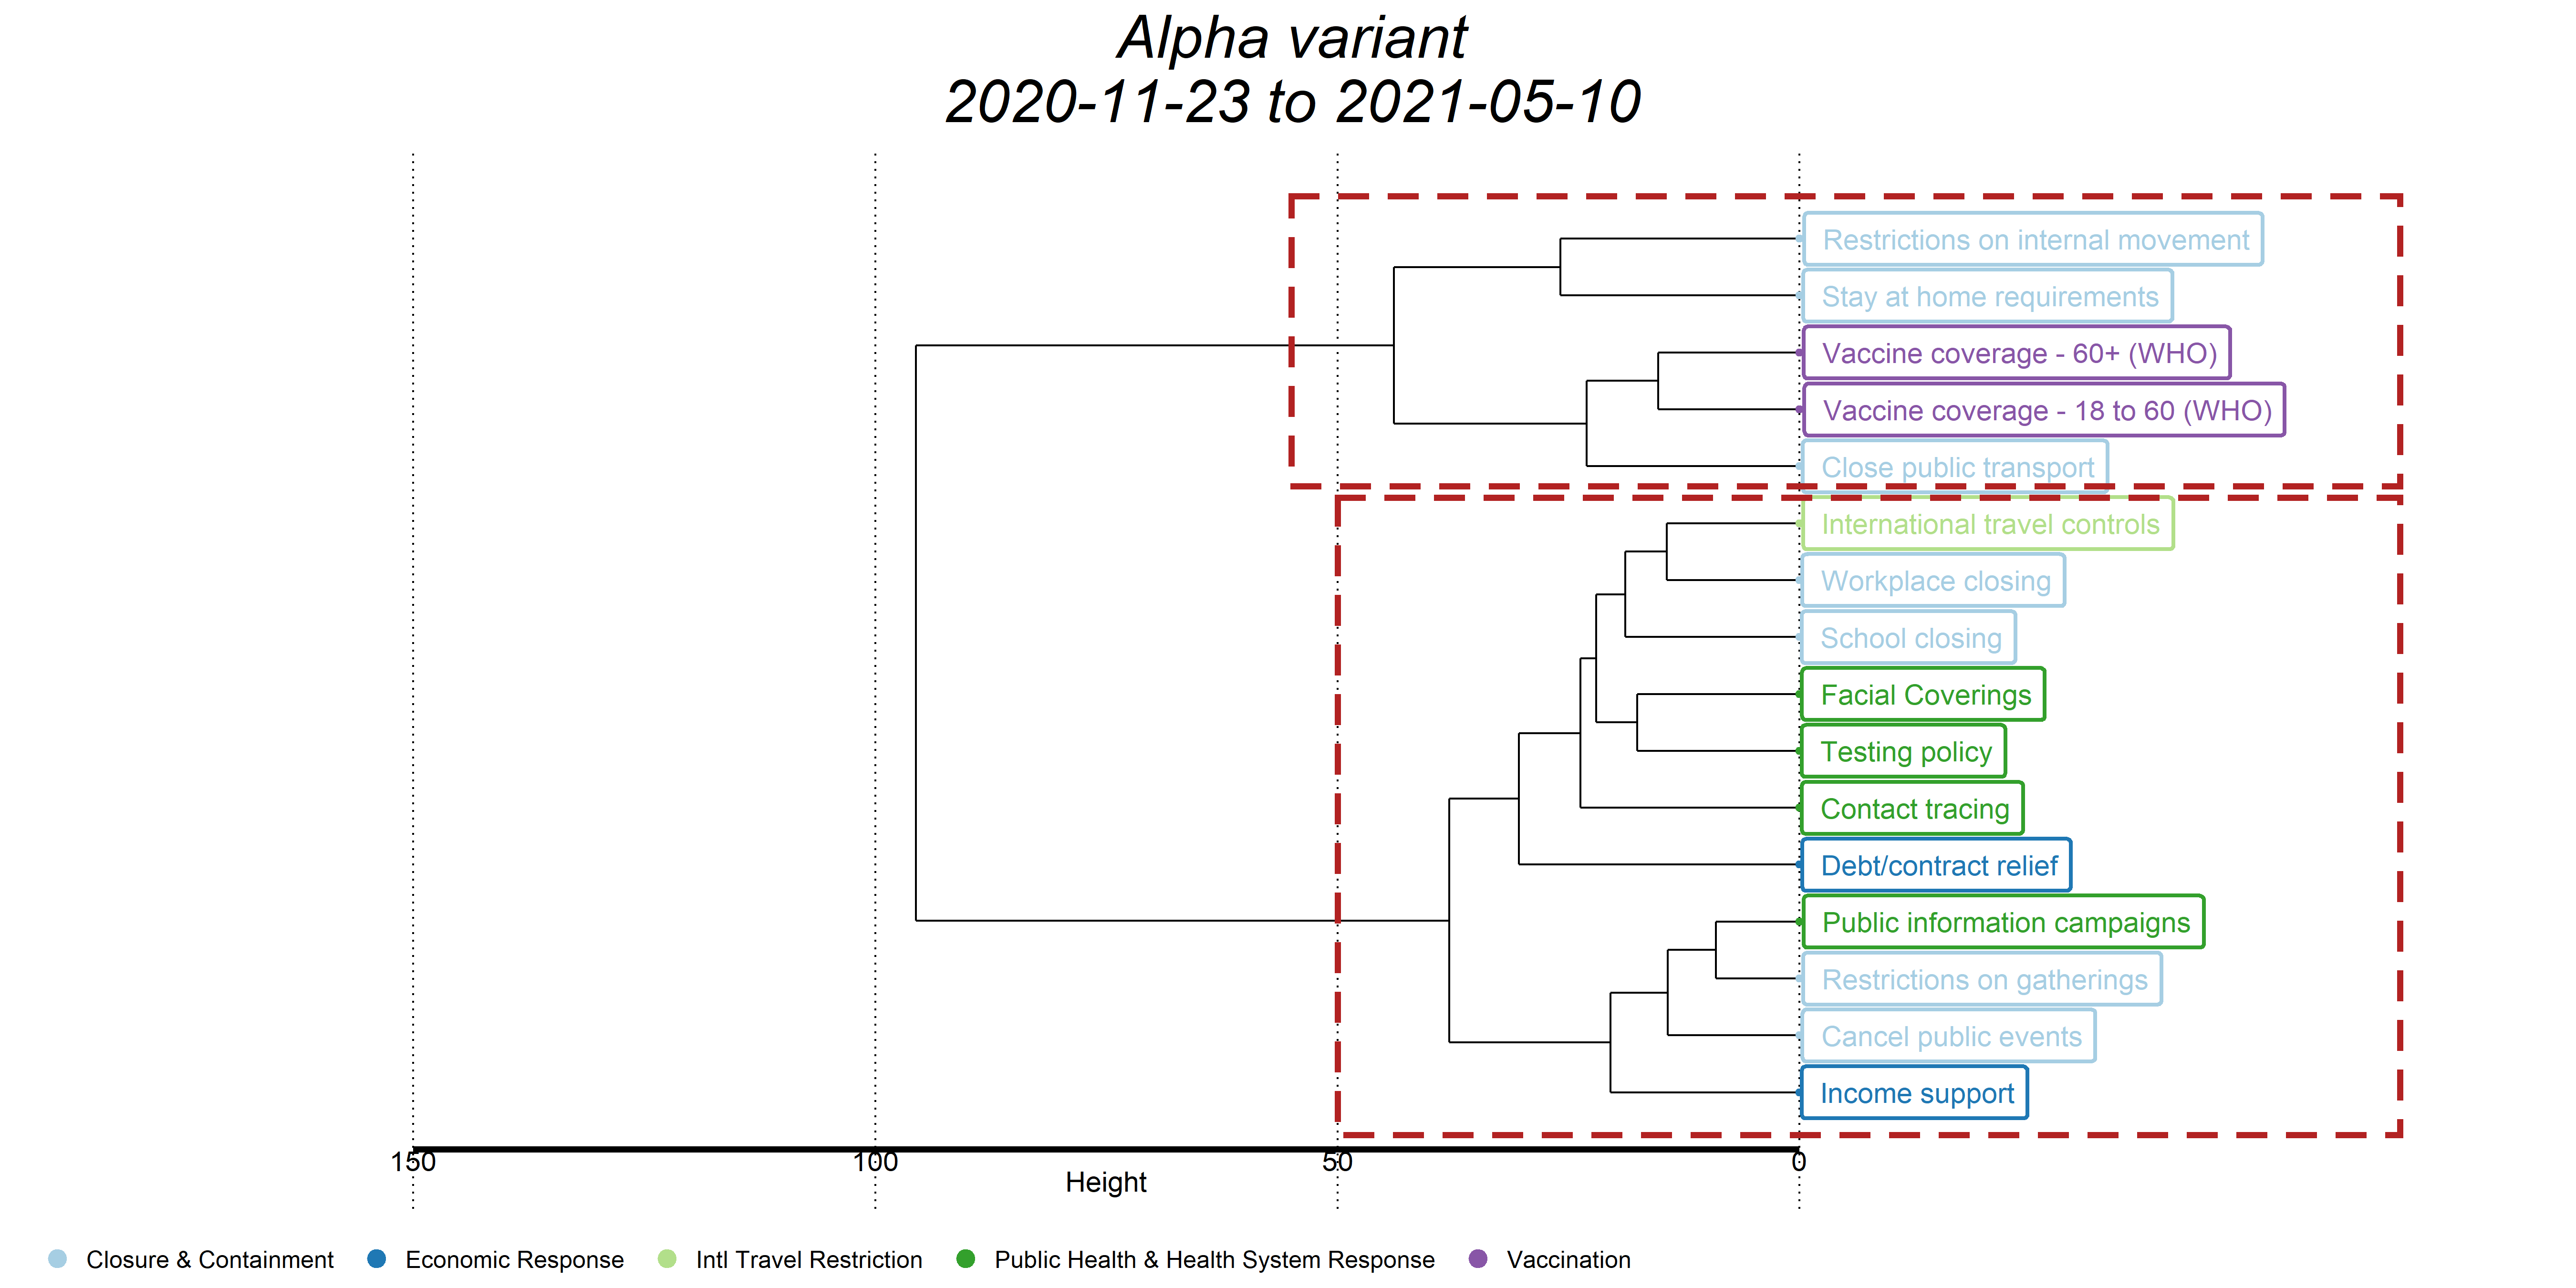 Alpha variant
2020-11-23 to 2021-05-10
Restrictions on internal movement
Stay at home requirements
Vaccine coverage - 60+ (WHO)
Vaccine coverage - 18 to 60 (WHO)
Close public transport
International travel controls
Workplace closing
School closing
Facial Coverings
Testing policy
Contact tracing
Debt/contract relief
Public information campaigns
Restrictions on gatherings
Cancel public events
Income support
150 100 50 0
Height
Closure & Containment Economic Response Intl Travel Restriction Public Health & Health System Response Vaccination